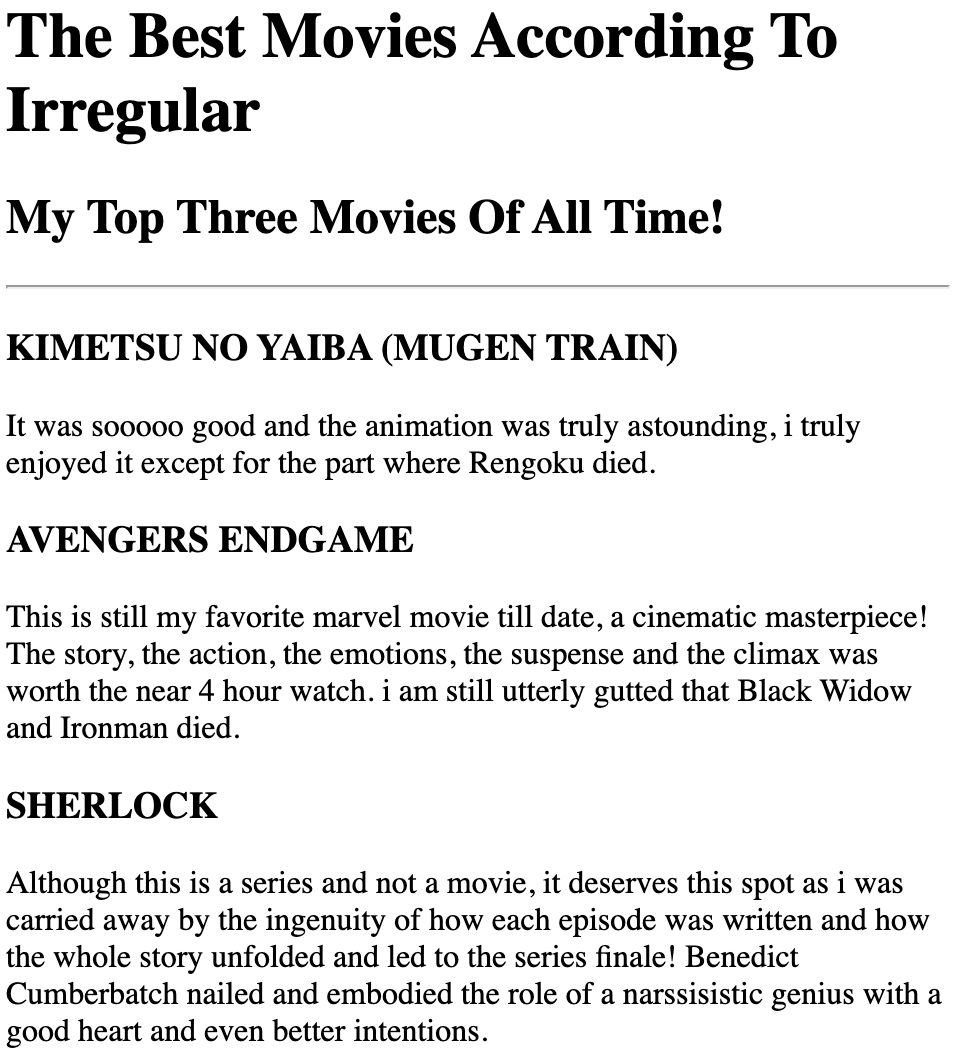 The Best Movies According To
Irregular
My Top Three Movies Of All Time!
KIMETSU NO YAIBA (MUGEN TRAIN)
It was sooooo good and the animation was truly astounding, i truly
enjoyed it except for the part where Rengoku died.
AVENGERS ENDGAME
This is still my favorite marvel movie till date, a cinematic masterpiece!
The story, the action, the emotions, the suspense and the climax was
worth the near 4 hour watch. i am still utterly gutted that Black Widow
and Ironman died.
SHERLOCK
Although this is a series and not a movie, it deserves this spot as i was
carried away by the ingenuity of how each episode was written and how
the whole story unfolded and led to the series finale! Benedict
Cumberbatch nailed and embodied the role of a narssisistic genius with a
good heart and even better intentions.